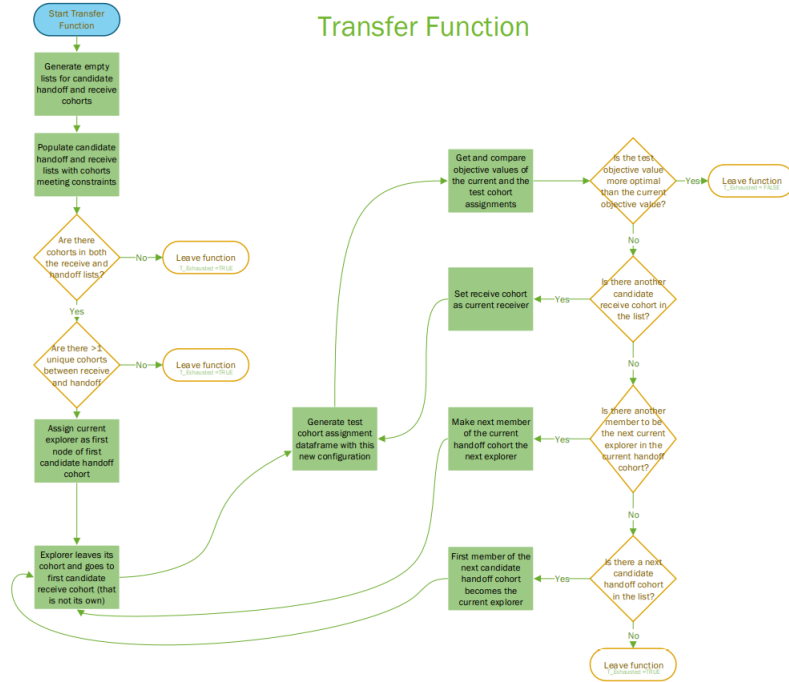 Transfer Function
Start Transfer
Function
Generate empty
lists for candidate
handoff and receive
cohorts
Populate candidate
handoff and receive
lists with cohorts
meeting constraints
Are there
cohorts in both
the receive and
handoff lists?
No
Leave function
T_Exhausted =TRUE
Yes
Are there >1
unique cohorts
between receive
and handoff
No
Leave function
T_Exhausted =TRUE
Assign current
explorer as first
node of first
candidate handoff
cohort
Explorer leaves its
cohort and goes to
first candidate
receive cohort (that
is not its own)
Generate test
cohort assignment
dataframe with this
new configuration
Get and compare
objective values of
the current and the
test cohort
assignments
Is the test
objective value
more optimal
than the current
objective value?
Yes
Leave function
T_Exhausted = FALSE
No
Is there another
candidate
receive cohort in
the list?
Yes
Set receive cohort
as current receiver
No
Is there another
member to be
the next current
explorer in the
current handoff
cohort?
Yes
Make next member
of the current
handoff cohort the
next explorer
No
Is there a next
candidate
handoff cohort
in the list?
Yes
First member of the
next candidate
handoff cohort
becomes the
current explorer
No
Leave function
T_Exhausted =TRUE